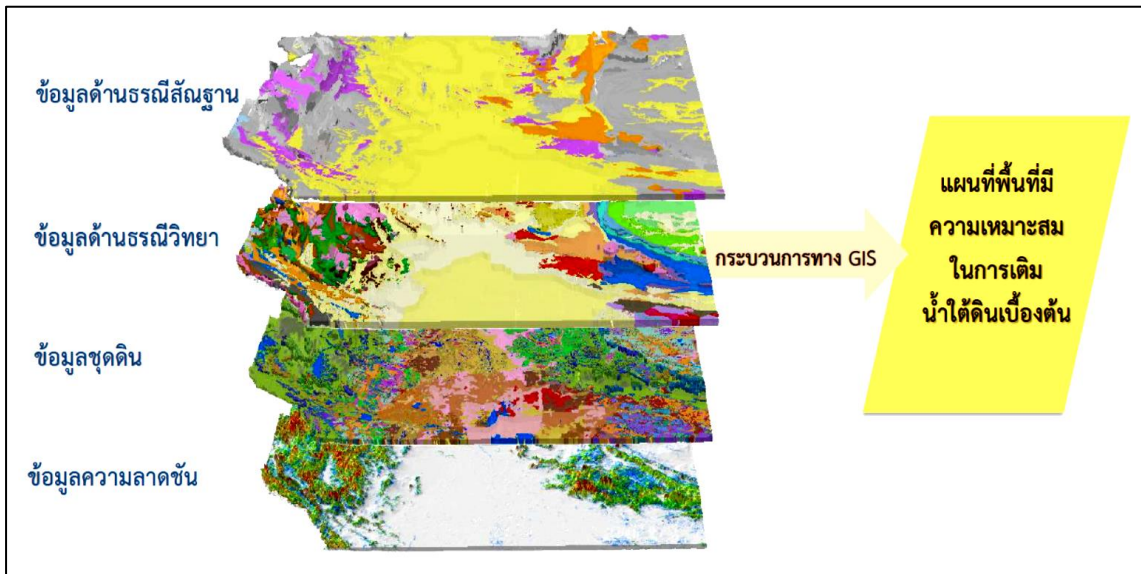 ข้อมูลด้านธรณีสัณฐาน
ข้อมูลด้านธรณีวิทยา
ข้อมูลชุดดิน
ข้อมูลความลาดชัน
กระบวนการทาง GIS
แผนที่พื้นที่มี
ความเหมาะสม
ในการเติม
น้ำใต้ดินเบื้องต้น